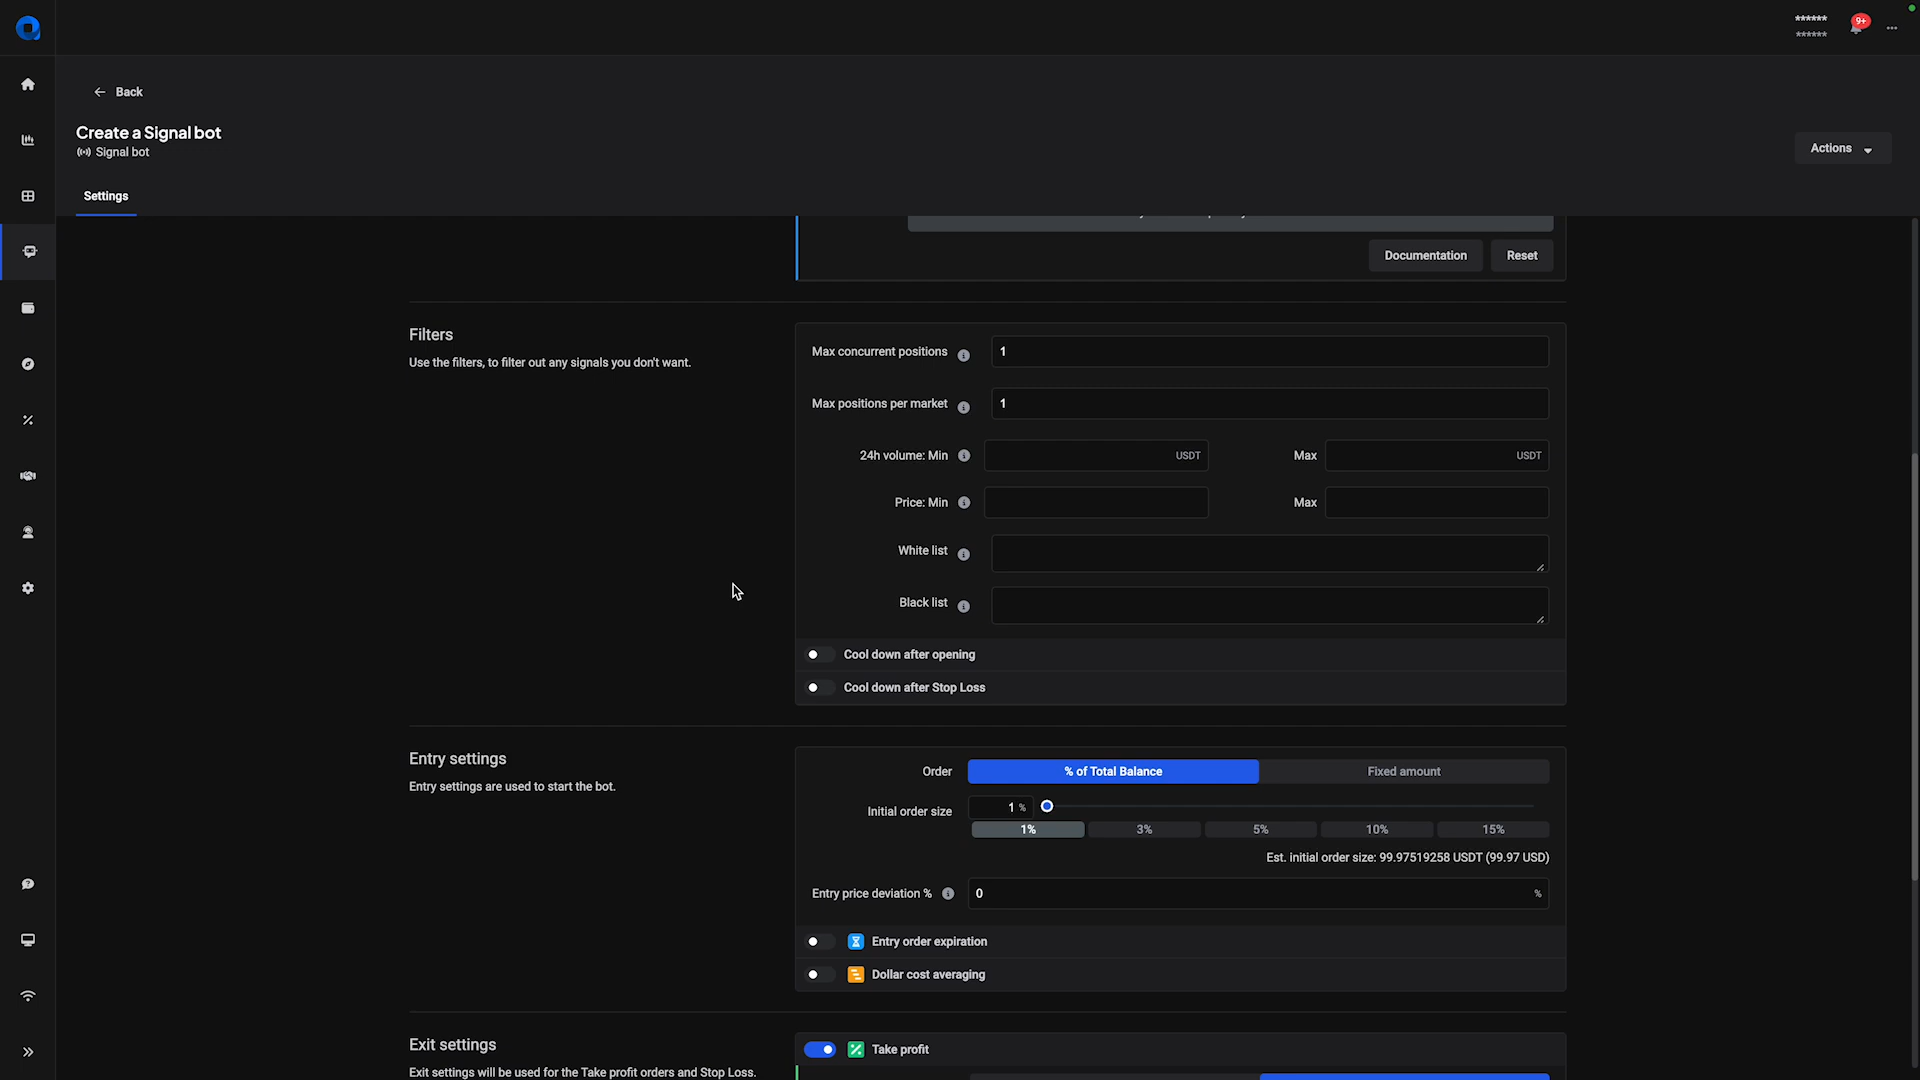 ******
******
9+
Back
Create a Signal bot
Signal bot
Actions
Settings
Documentation
Reset
Filters
Use the filters, to filter out any signals you don't want.
Max concurrent positions
1
Max positions per market
1
24h volume: Min
USDT
Max
USDT
Price: Min
Max
White list
Black list
Cool down after opening
Cool down after Stop Loss
Entry settings
Entry settings are used to start the bot.
Order
% of Total Balance
Fixed amount
Initial order size
1 %
1%
3%
5%
10%
15%
Est. initial order size: 99.97519258 USDT (99.97 USD)
Entry price deviation %
0
%
Entry order expiration
Dollar cost averaging
Exit settings
Exit settings will be used for the Take profit orders and Stop Loss.
Take profit